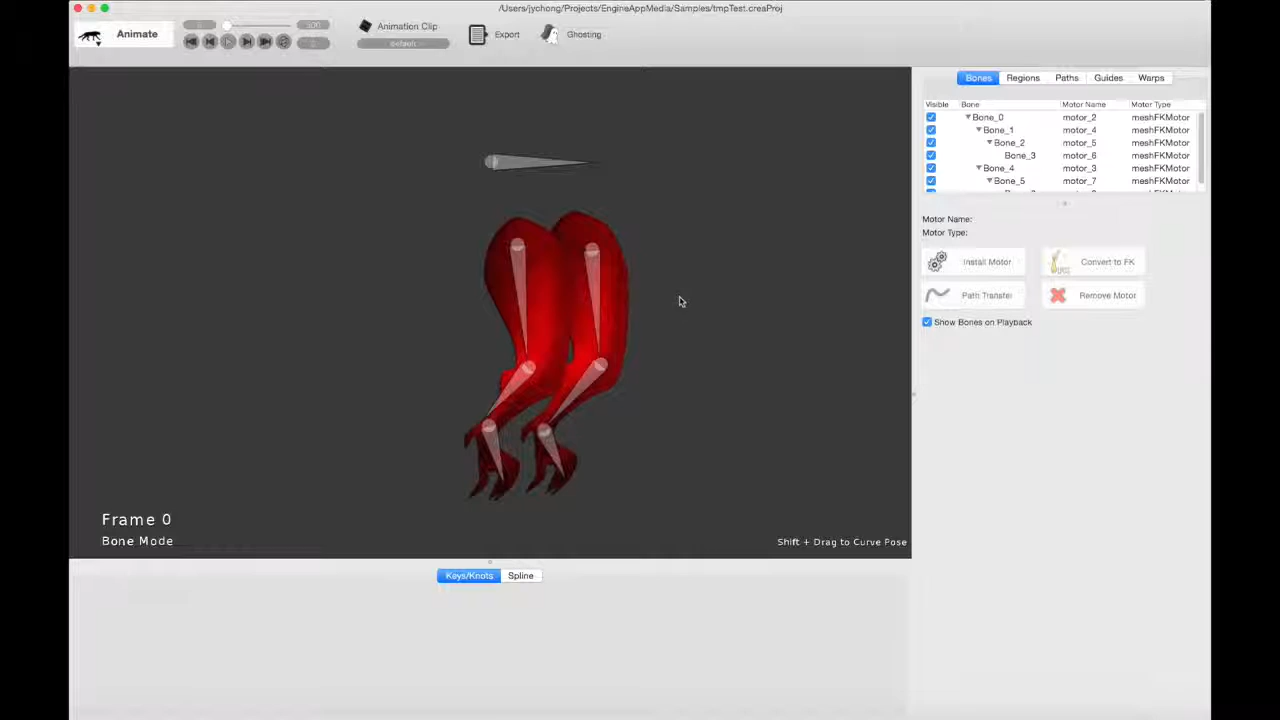 /Users/jychong/Projects/EngineAppMedia/Samples/tmpTest.creaProj
Animate
Animation Clip
default
Export
Ghosting
Bones Regions Paths Guides Warps
Visible Bone Motor Name Motor Type
Bone_0 motor_2 meshFKMotor
Bone_1 motor_4 meshFKMotor
Bone_2 motor_5 meshFKMotor
Bone_3 motor_6 meshFKMotor
Bone_4 motor_3 meshFKMotor
Bone_5 motor_7 meshFKMotor
Motor Name:
Motor Type:
Install Motor Convert to FK
Path Transfer Remove Motor
Show Bones on Playback
Frame 0
Bone Mode
Shift + Drag to Curve Pose
Keys/Knots Spline